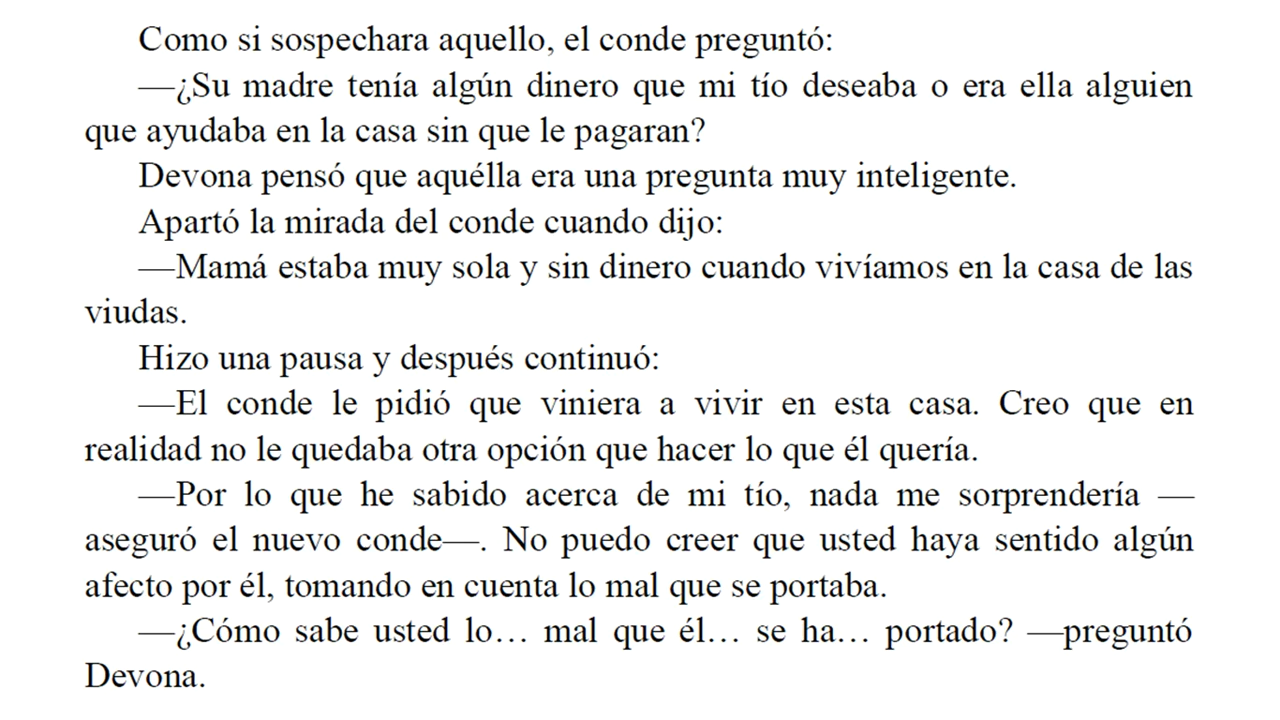 Como si sospechara aquello, el conde preguntó:
—¿Su madre tenía algún dinero que mi tío deseaba o era ella alguien
que ayudaba en la casa sin que le pagaran?
Devona pensó que aquélla era una pregunta muy inteligente.
Apartó la mirada del conde cuando dijo:
—Mamá estaba muy sola y sin dinero cuando vivíamos en la casa de las
viudas.
Hizo una pausa y después continuó:
—El conde le pidió que viniera a vivir en esta casa. Creo que en
realidad no le quedaba otra opción que hacer lo que él quería.
—Por lo que he sabido acerca de mi tío, nada me sorprendería —
aseguró el nuevo conde—. No puedo creer que usted haya sentido algún
afecto por él, tomando en cuenta lo mal que se portaba.
—¿Cómo sabe usted lo… mal que él… se ha… portado? —preguntó
Devona.